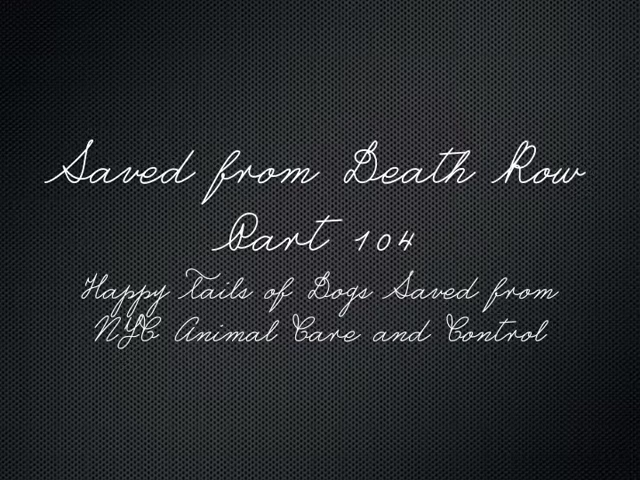 Saved from Death Row
Part 104
Happy Tails of Dogs Saved from
NYC Animal Care and Control